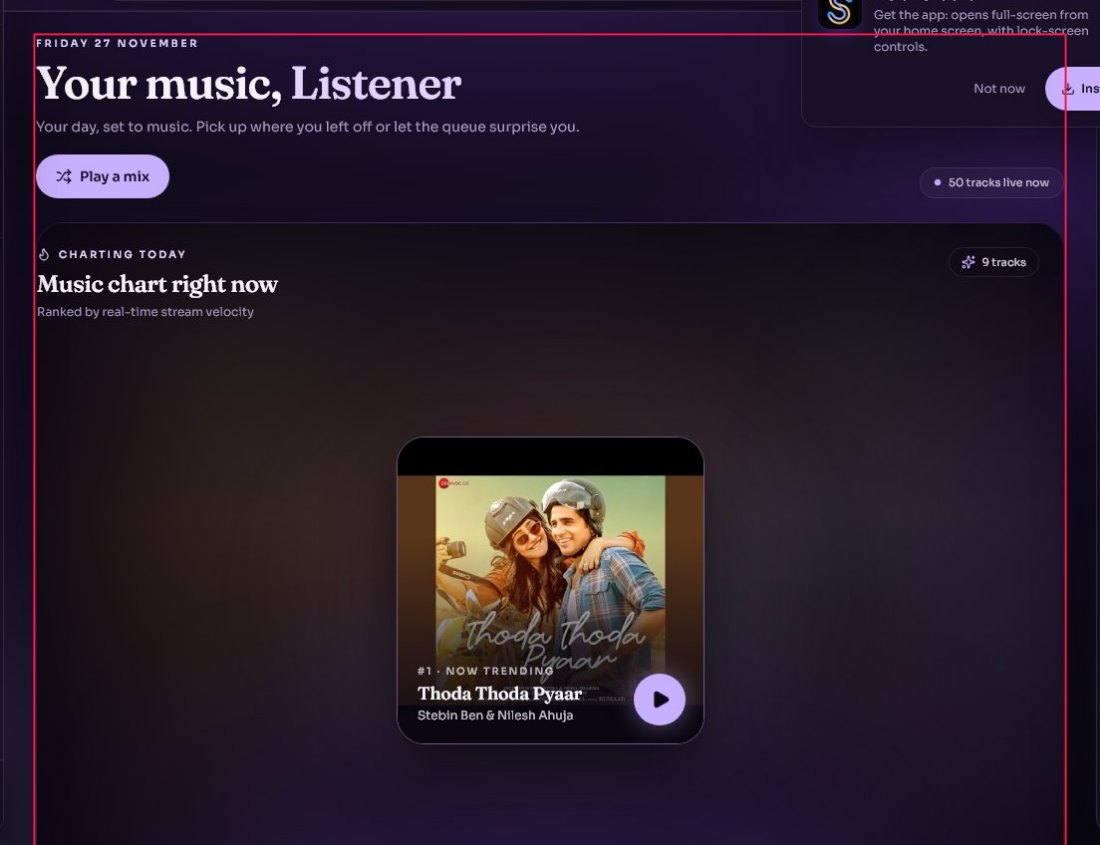 Get the app: opens full-screen from
your home screen, with lock-screen
controls.
Not now
Ins
FRIDAY 27 NOVEMBER
Your music, Listener
Your day, set to music. Pick up where you left off or let the queue surprise you.
Play a mix
50 tracks live now
CHARTING TODAY
9 tracks
Music chart right now
Ranked by real-time stream velocity
Thoda Thoda
Pyaar
#1 · NOW TRENDING
Thoda Thoda Pyaar
Stebin Ben & Nilesh Ahuja